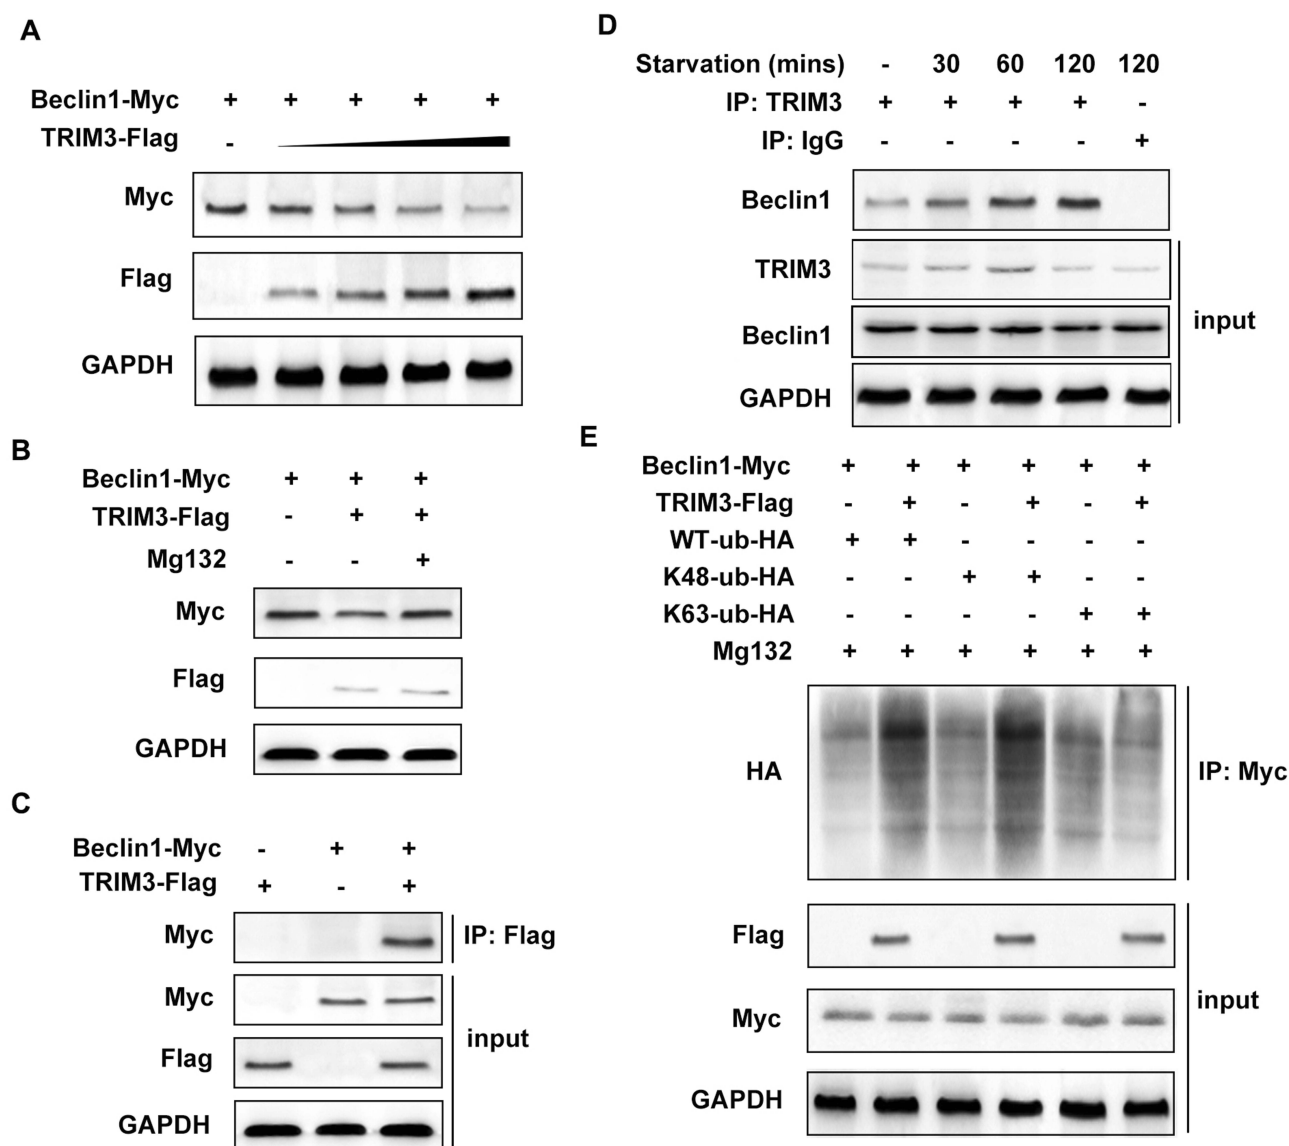 A
Beclin1-Myc + + + + +
TRIM3-Flag -
Myc
Flag
GAPDH
B
Beclin1-Myc + + +
TRIM3-Flag - + +
Mg132 - - +
Myc
Flag
GAPDH
C
Beclin1-Myc - + +
TRIM3-Flag + - +
Myc IP: Flag
Myc
Flag
GAPDH
input
D
Starvation (mins) - 30 60 120 120
IP: TRIM3 + + + + -
IP: IgG - - - - +
Beclin1
TRIM3
Beclin1
GAPDH
input
E
Beclin1-Myc + + + + + +
TRIM3-Flag - + - + - +
WT-ub-HA + + - - - -
K48-ub-HA - - + + - -
K63-ub-HA - - - - + +
Mg132 + + + + + +
HA IP: Myc
Flag
Myc
GAPDH
input